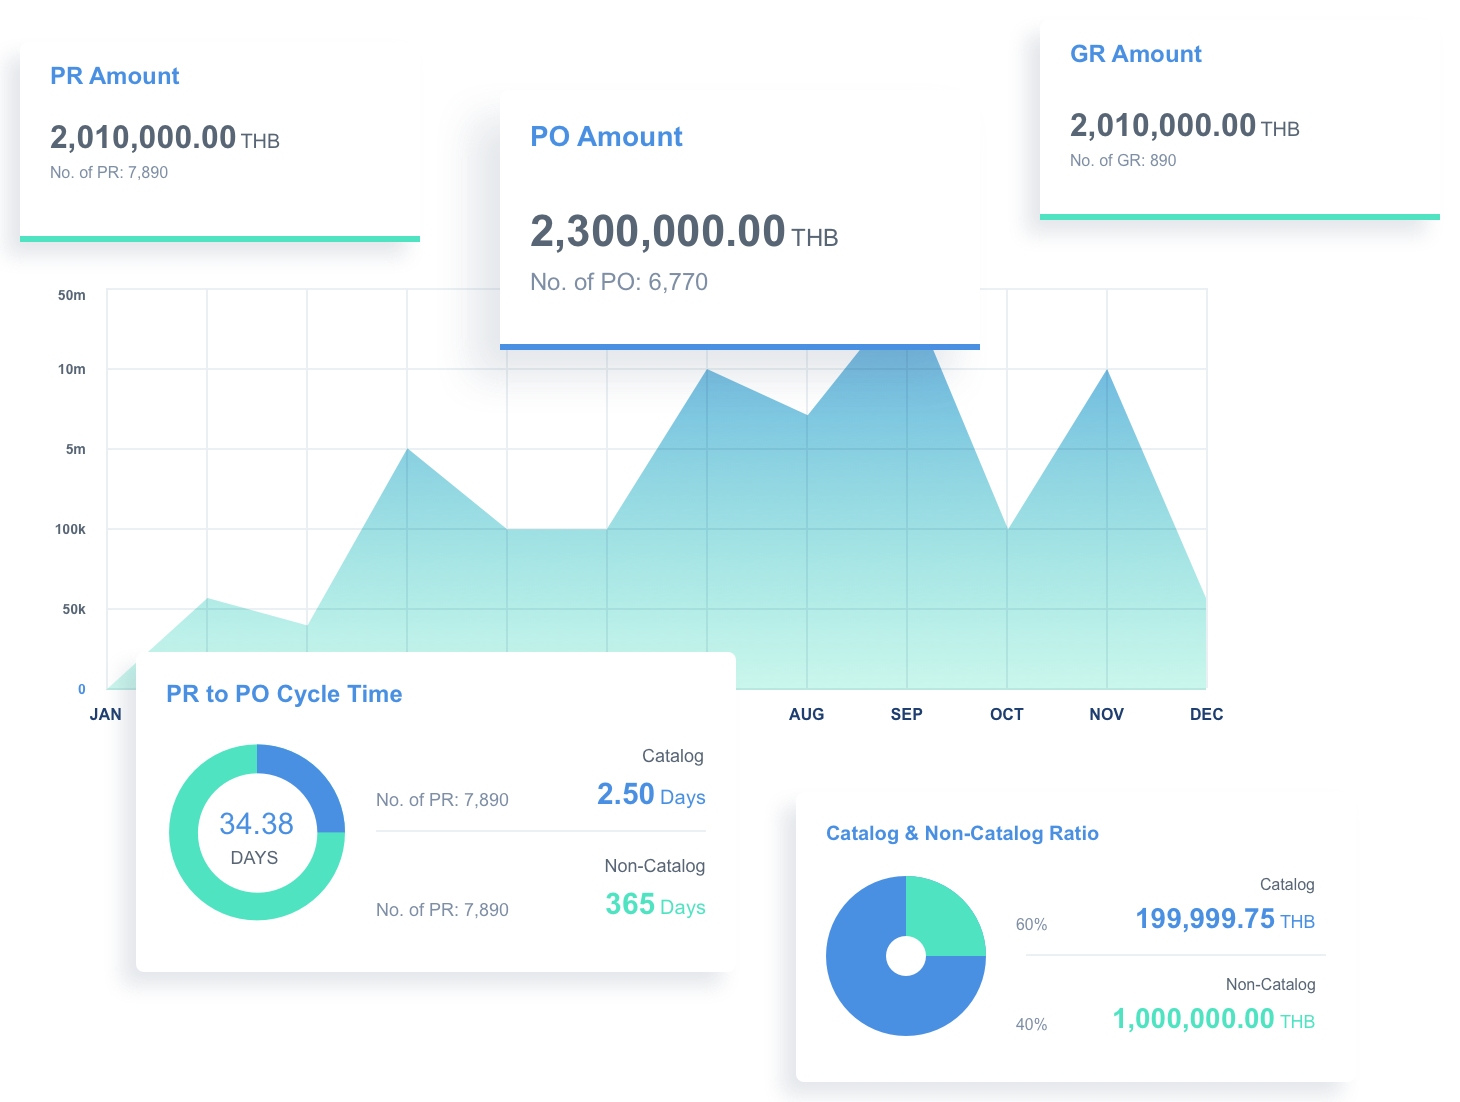 PR Amount
2,010,000.00 THB
No. of PR: 7,890
PO Amount
2,300,000.00 THB
No. of PO: 6,770
GR Amount
2,010,000.00 THB
No. of GR: 890
50m
10m
5m
100k
50k
0
JAN
AUG
SEP
OCT
NOV
DEC
PR to PO Cycle Time
34.38
DAYS
Catalog
No. of PR: 7,890
2.50 Days
Non-Catalog
No. of PR: 7,890
365 Days
Catalog & Non-Catalog Ratio
Catalog
60%
199,999.75 THB
Non-Catalog
40%
1,000,000.00 THB